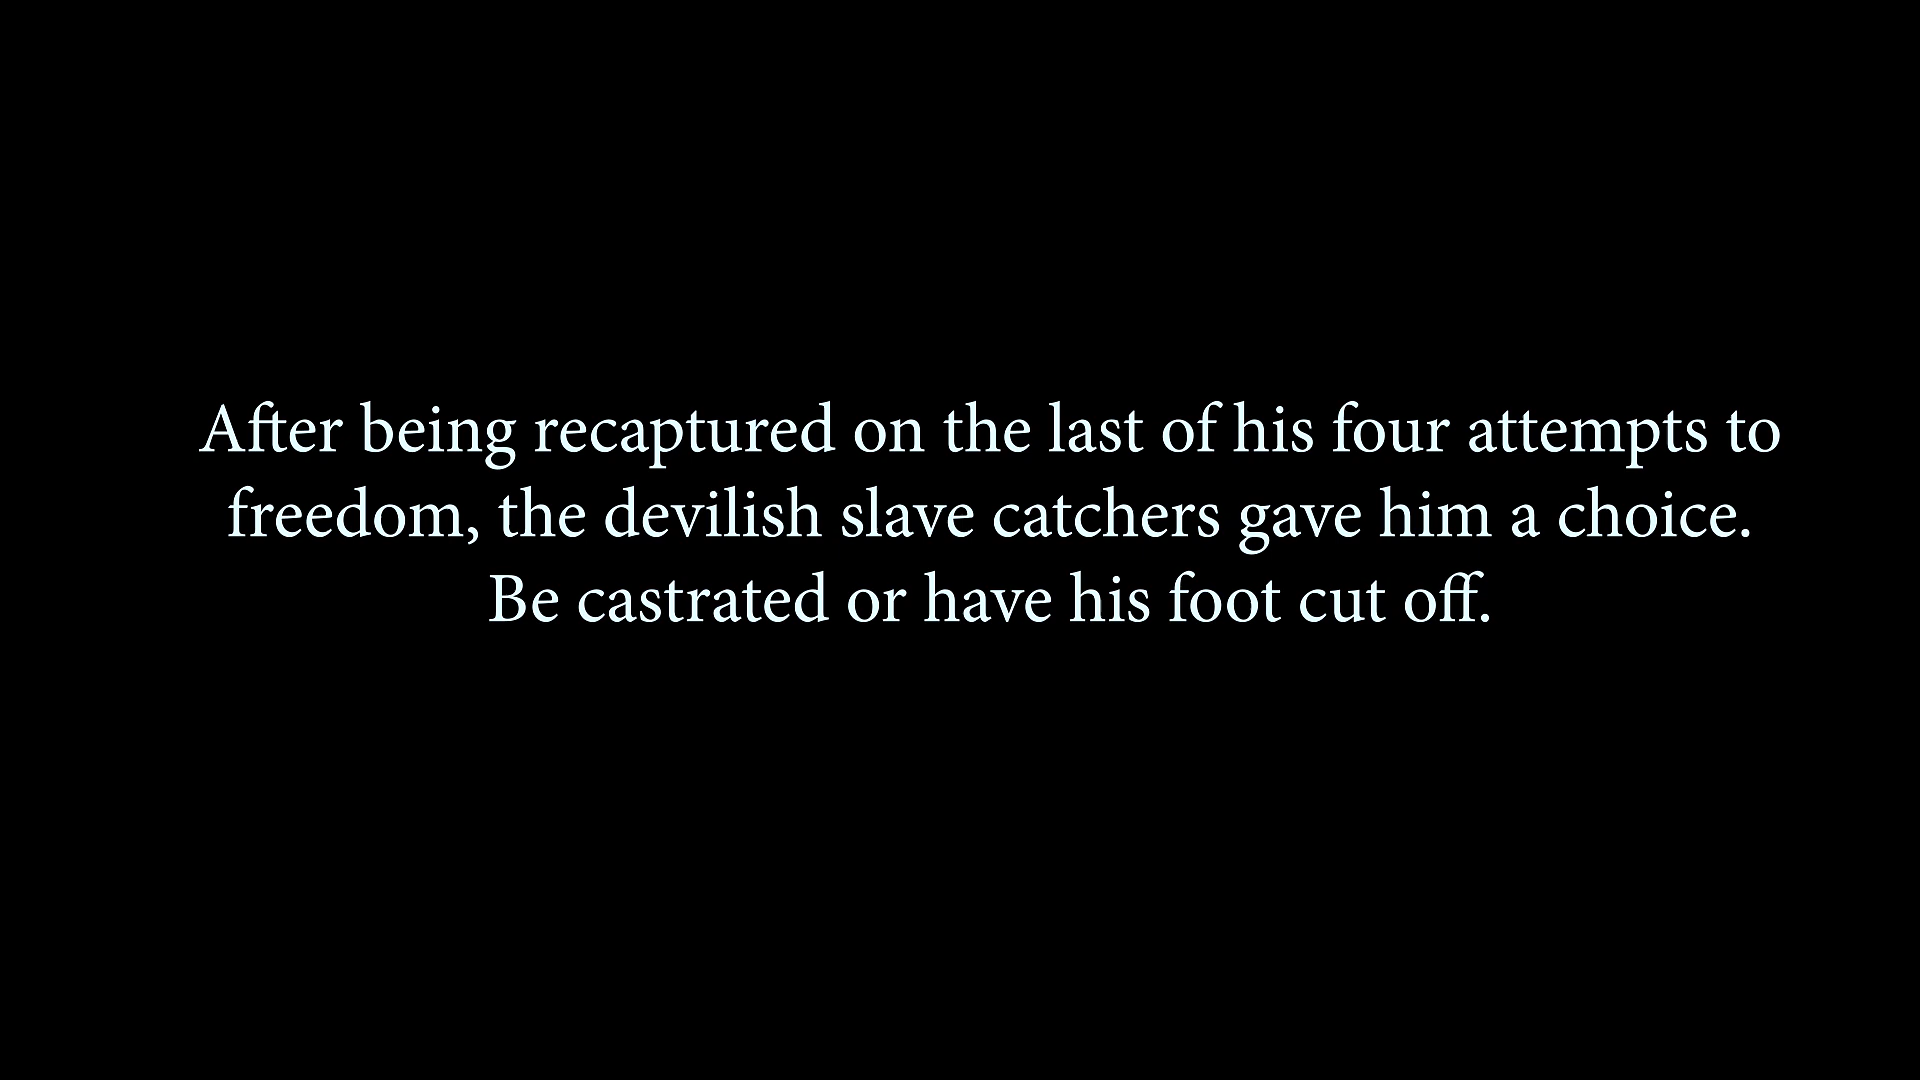 After being recaptured on the last of his four attempts to
freedom, the devilish slave catchers gave him a choice.
Be castrated or have his foot cut off.